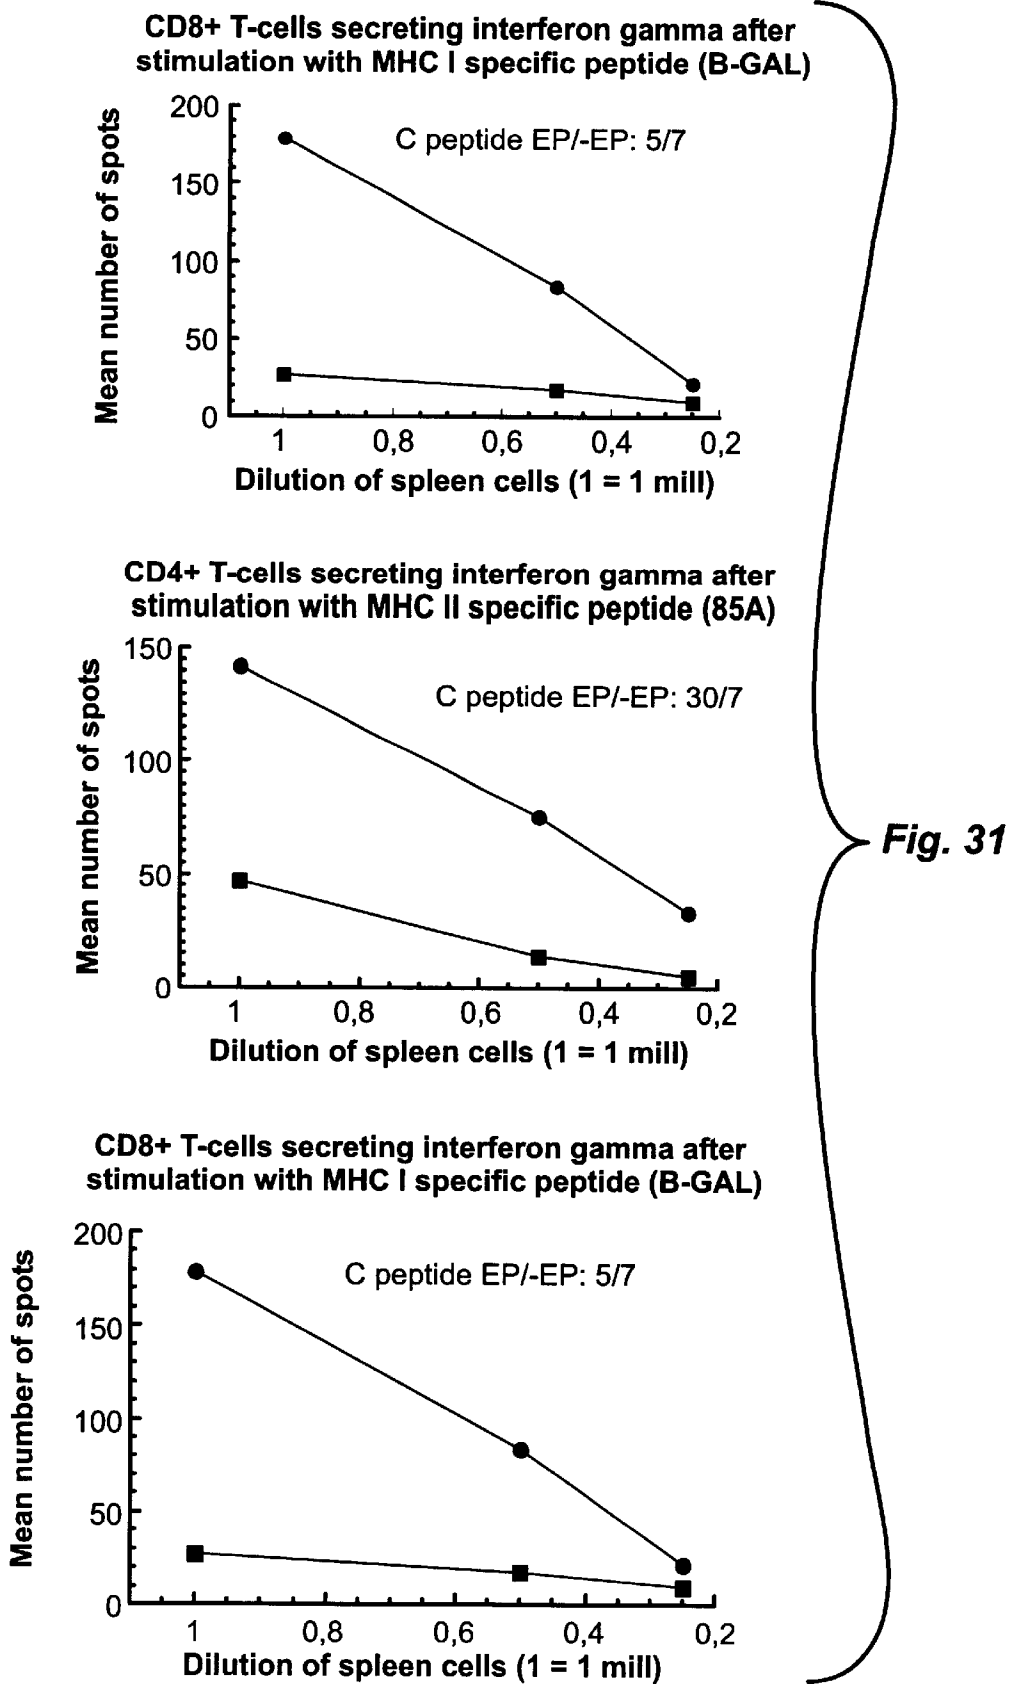 CD8+ T-cells secreting interferon gamma after
stimulation with MHC I specific peptide (B-GAL)
Mean number of spots
200
150
100
50
0
C peptide EP/-EP: 5/7
1 0,8 0,6 0,4 0,2
Dilution of spleen cells (1 = 1 mill)
CD4+ T-cells secreting interferon gamma after
stimulation with MHC II specific peptide (85A)
Mean number of spots
150
100
50
0
C peptide EP/-EP: 30/7
1 0,8 0,6 0,4 0,2
Dilution of spleen cells (1 = 1 mill)
Fig. 31
CD8+ T-cells secreting interferon gamma after
stimulation with MHC I specific peptide (B-GAL)
Mean number of spots
200
150
100
50
0
C peptide EP/-EP: 5/7
1 0,8 0,6 0,4 0,2
Dilution of spleen cells (1 = 1 mill)